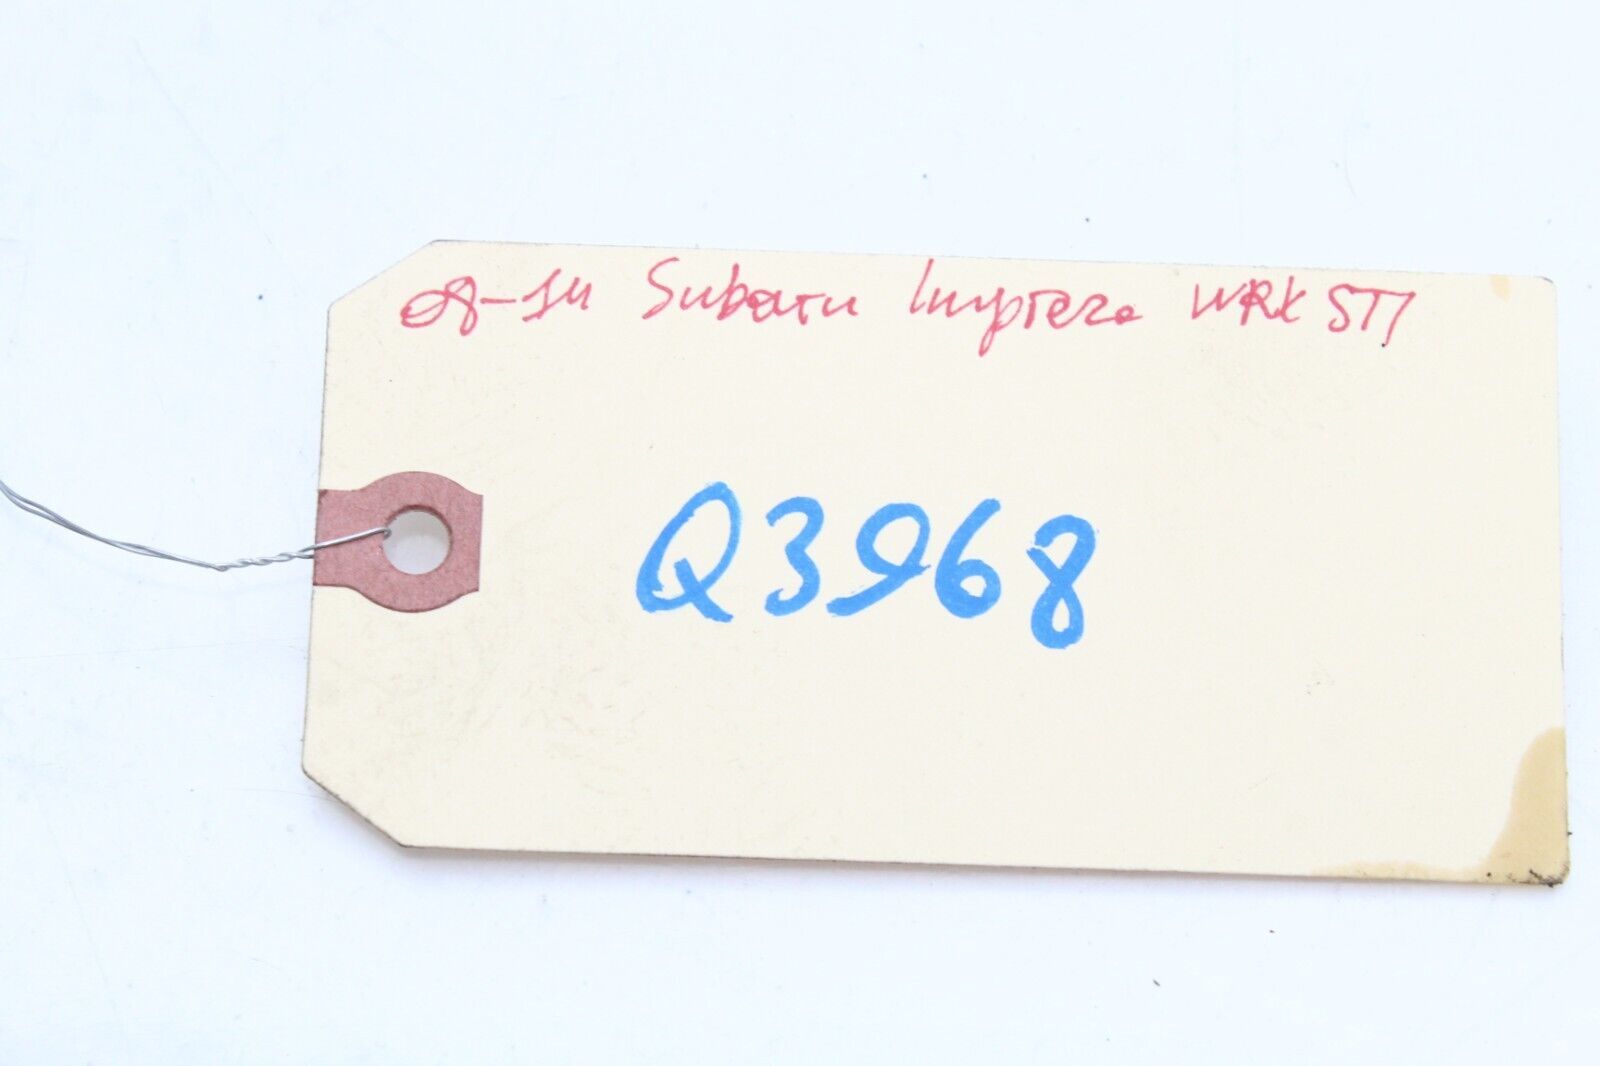 08-14 Subaru Impreza WRX STI
Q3968